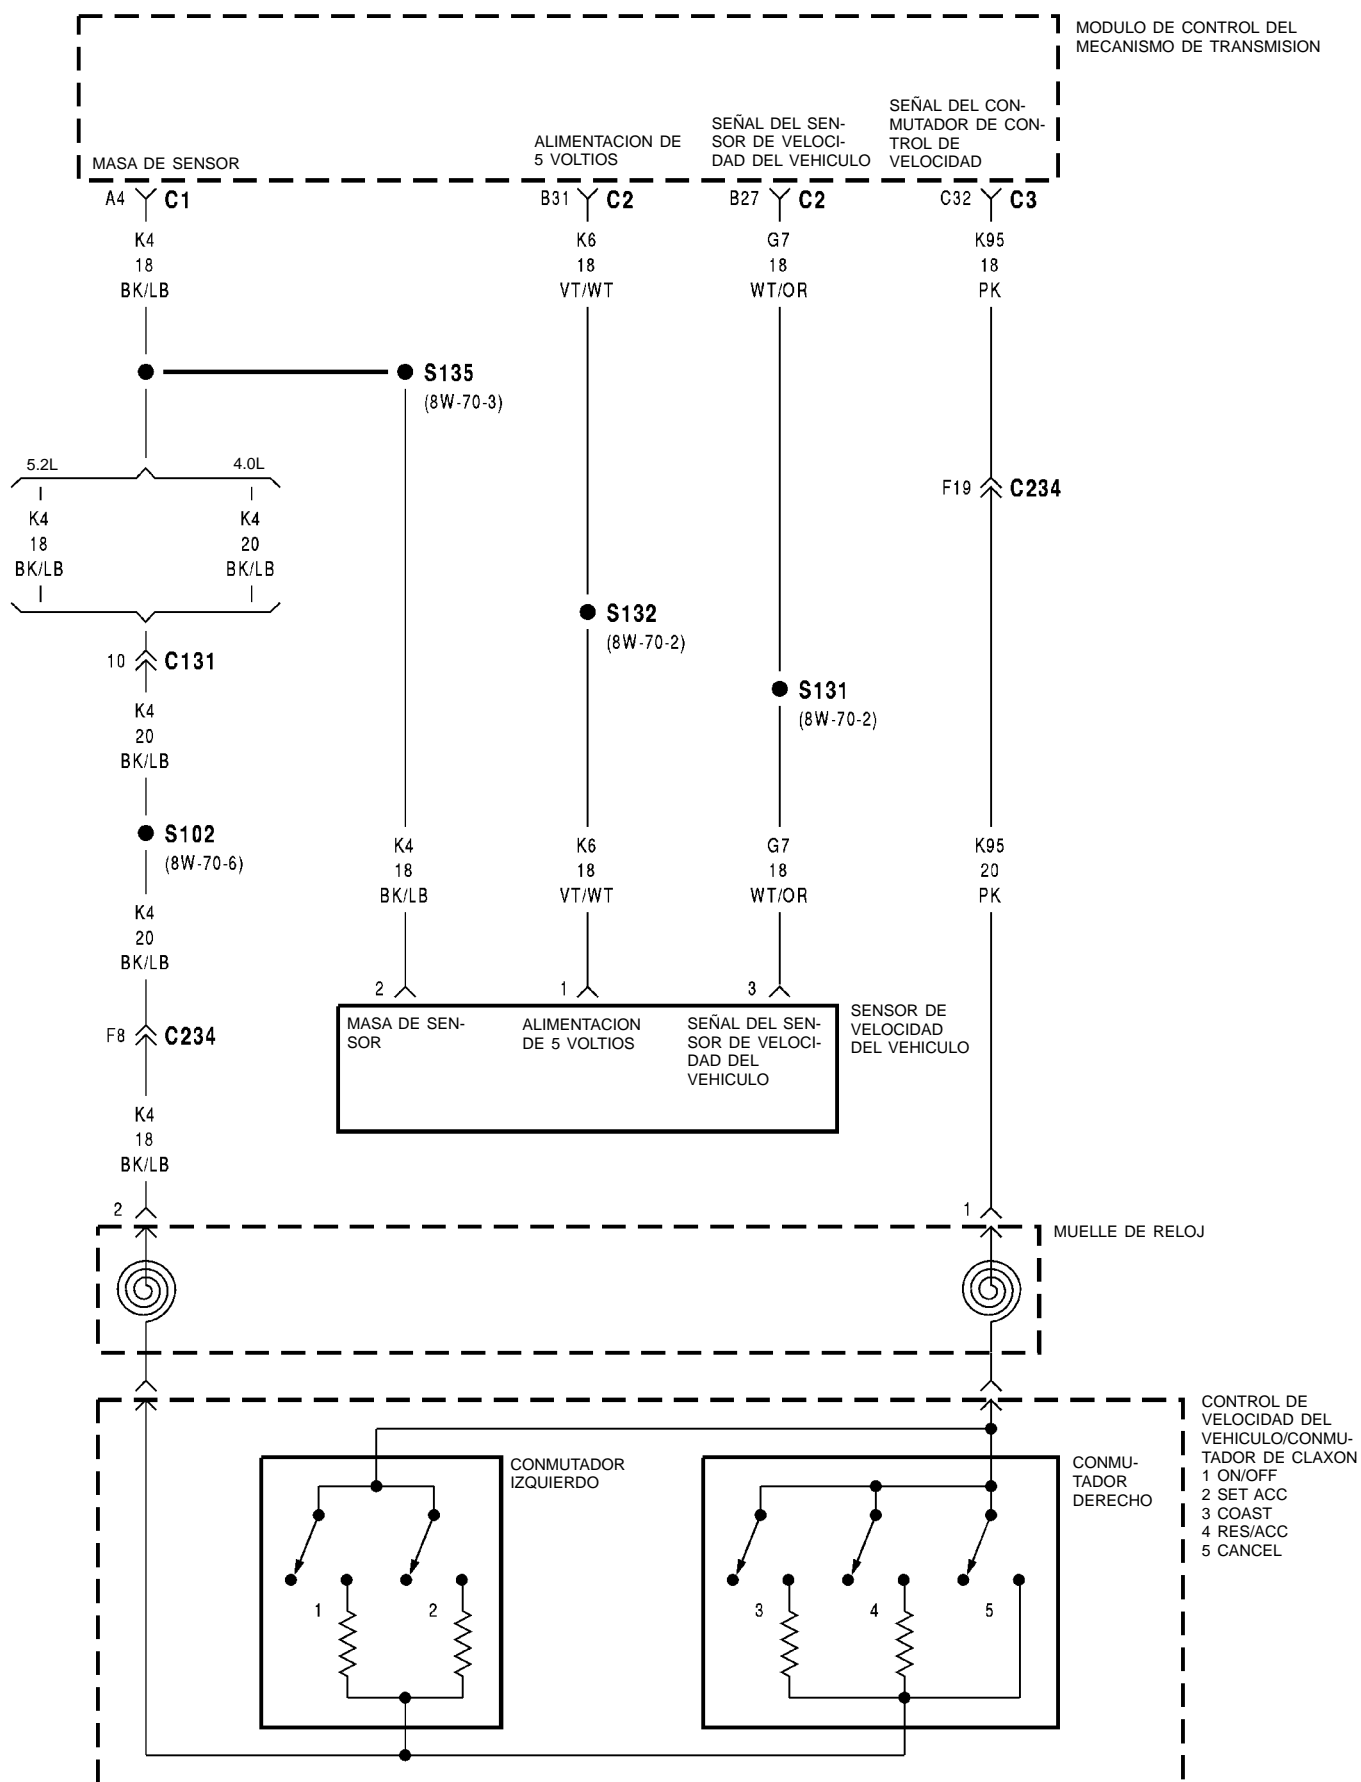 MODULO DE CONTROL DEL
MECANISMO DE TRANSMISION
MASA DE SENSOR
ALIMENTACION DE
5 VOLTIOS
SEÑAL DEL SEN-
SOR DE VELOCI-
DAD DEL VEHICULO
SEÑAL DEL CON-
MUTADOR DE CON-
TROL DE
VELOCIDAD
A4 C1
B31 C2
B27 C2
C32 C3
K4
18
BK/LB
K6
18
VT/WT
G7
18
WT/OR
K95
18
PK
S135
(8W-70-3)
5.2L
4.0L
K4
18
BK/LB
K4
20
BK/LB
F19 C234
S132
(8W-70-2)
10 C131
S131
(8W-70-2)
K4
20
BK/LB
S102
(8W-70-6)
K4
18
BK/LB
K6
18
VT/WT
G7
18
WT/OR
K95
20
PK
K4
20
BK/LB
2
1
3
F8 C234
MASA DE SEN-
SOR
ALIMENTACION
DE 5 VOLTIOS
SEÑAL DEL SEN-
SOR DE VELOCI-
DAD DEL
VEHICULO
SENSOR DE
VELOCIDAD
DEL VEHICULO
K4
18
BK/LB
2
1
MUELLE DE RELOJ
CONTROL DE
VELOCIDAD DEL
VEHICULO/CONMU-
TADOR DE CLAXON
1 ON/OFF
2 SET ACC
3 COAST
4 RES/ACC
5 CANCEL
CONMUTADOR
IZQUIERDO
CONMU-
TADOR
DERECHO
1
2
3
4
5